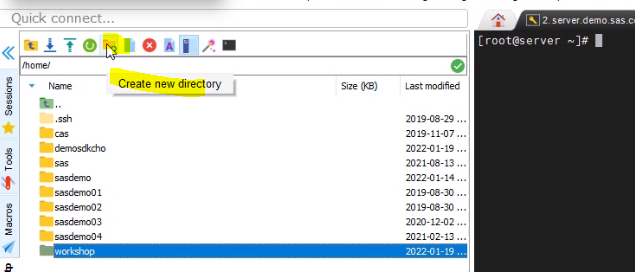 Quick connect...
2. server.demo.sas.co
[root@server ~]#
/home/
Create new directory
Name Size (KB) Last modified
..
.ssh 2019-08-29 ...
cas 2019-11-07 ...
demosdkcho 2022-01-19 ...
sas 2021-08-13 ...
sasdemo 2022-01-14 ...
sasdemo01 2019-08-30 ...
sasdemo02 2019-08-30 ...
sasdemo03 2020-12-02 ...
sasdemo04 2021-02-13 ...
workshop 2022-01-19 ...
Sessions
Tools
Macros